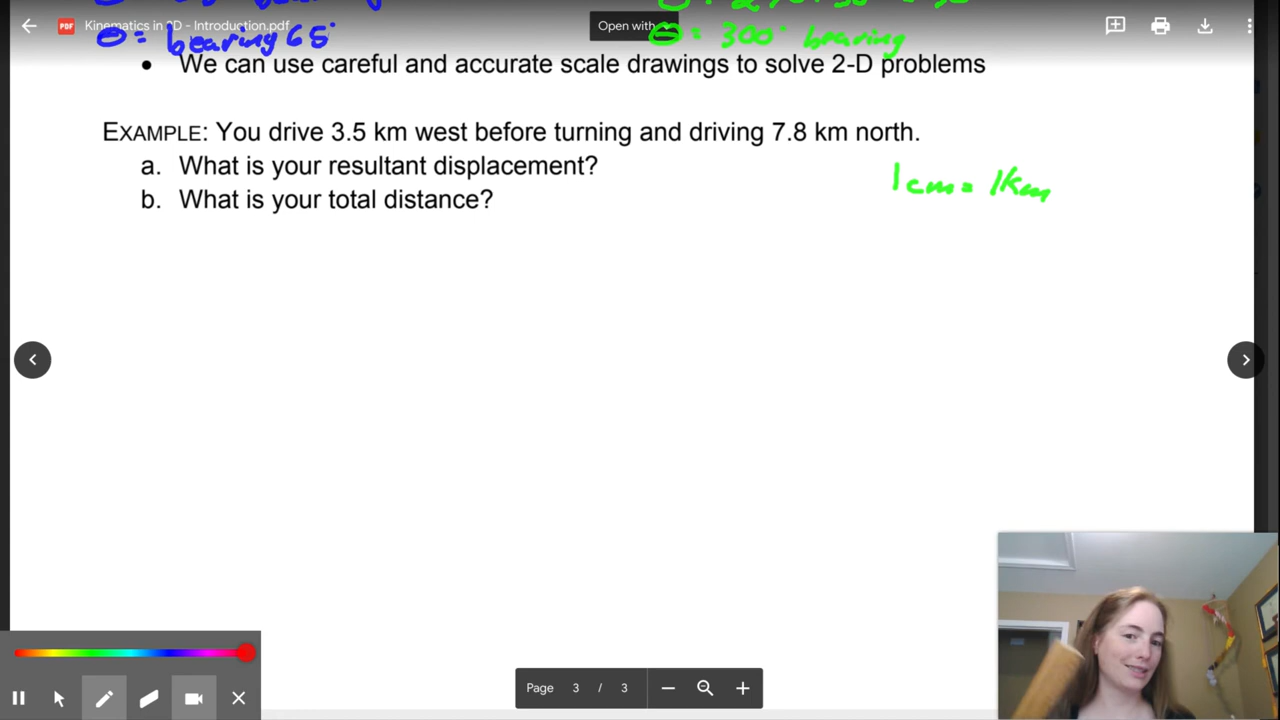 Kinematics in 2D - Introduction.pdf
PDF
Open with
θ = bearing 65°
θ = 300° bearing
• We can use careful and accurate scale drawings to solve 2-D problems
EXAMPLE: You drive 3.5 km west before turning and driving 7.8 km north.
a. What is your resultant displacement?
b. What is your total distance?
1cm = 1km
Page 3 / 3